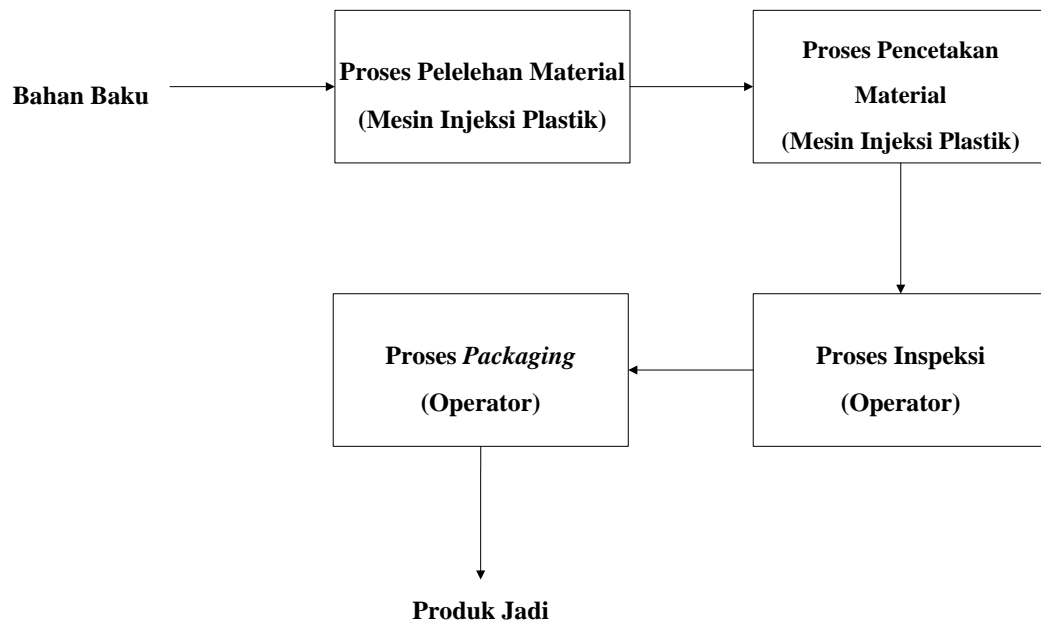 Bahan Baku
Proses Pelelehan Material
(Mesin Injeksi Plastik)
Proses Pencetakan
Material
(Mesin Injeksi Plastik)
Proses Inspeksi
(Operator)
Proses Packaging
(Operator)
Produk Jadi